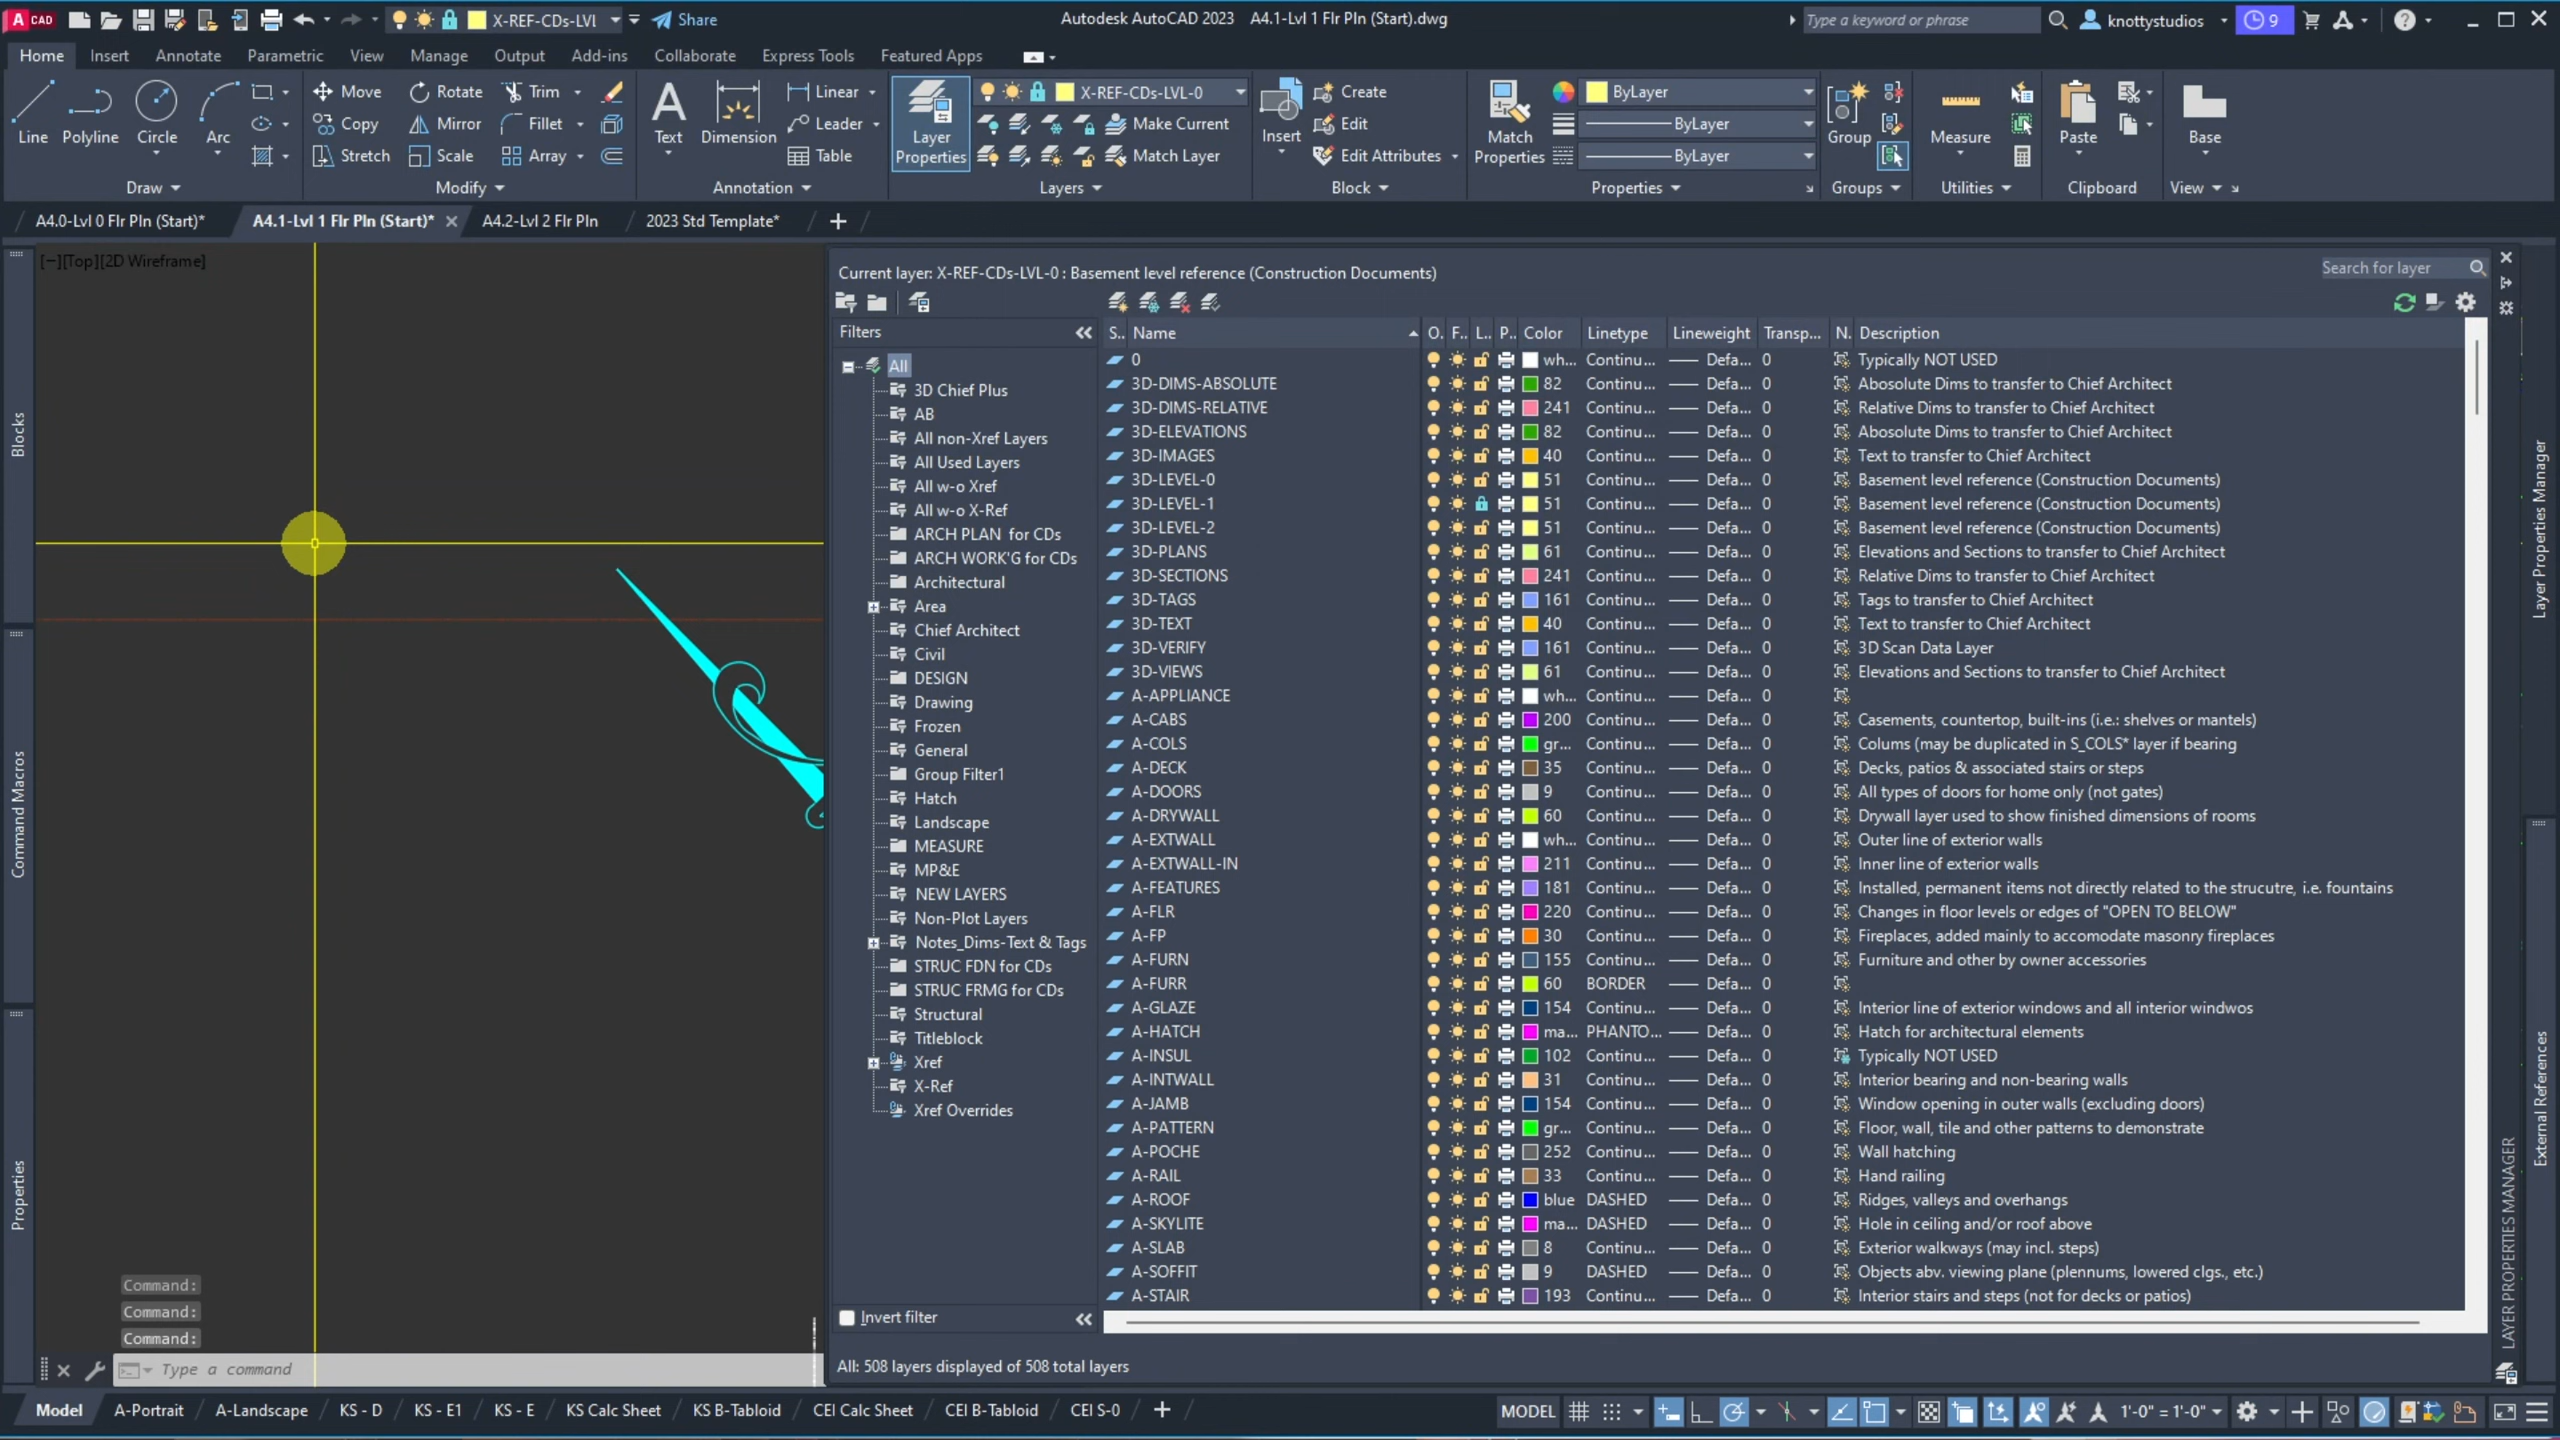 A CAD X-REF-CDs-LVL Share Autodesk AutoCAD 2023 A4.1-Lvl 1 Flr Pln (Start).dwg Type a keyword or phrase knottystudios 9
Home Insert Annotate Parametric View Manage Output Add-ins Collaborate Express Tools Featured Apps
Move Rotate Trim Linear X-REF-CDs-LVL-0 Create ByLayer
Line Polyline Circle Arc Copy Mirror Fillet Text Dimension Leader Layer Properties Make Current Insert Edit Match Properties ByLayer Group Measure Paste Base
Stretch Scale Array Table Match Layer Edit Attributes ByLayer
Draw Modify Annotation Layers Block Properties Groups Utilities Clipboard View
A4.0-Lvl 0 Flr Pln (Start)* A4.1-Lvl 1 Flr Pln (Start)* A4.2-Lvl 2 Flr Pln 2023 Std Template*
[−][Top][2D Wireframe]
Blocks
Command Macros
Properties
Current layer: X-REF-CDs-LVL-0 : Basement level reference (Construction Documents) Search for layer
Filters
All
3D Chief Plus
AB
All non-Xref Layers
All Used Layers
All w-o Xref
All w-o X-Ref
ARCH PLAN for CDs
ARCH WORK'G for CDs
Architectural
Area
Chief Architect
Civil
DESIGN
Drawing
Frozen
General
Group Filter1
Hatch
Landscape
MEASURE
MP&E
NEW LAYERS
Non-Plot Layers
Notes_Dims-Text & Tags
STRUC FDN for CDs
STRUC FRMG for CDs
Structural
Titleblock
Xref
X-Ref
Xref Overrides
Invert filter
S.. Name O. F.. L.. P.. Color Linetype Lineweight Transp... N. Description
0 wh... Continu... Defa... 0 Typically NOT USED
3D-DIMS-ABSOLUTE 82 Continu... Defa... 0 Abosolute Dims to transfer to Chief Architect
3D-DIMS-RELATIVE 241 Continu... Defa... 0 Relative Dims to transfer to Chief Architect
3D-ELEVATIONS 82 Continu... Defa... 0 Abosolute Dims to transfer to Chief Architect
3D-IMAGES 40 Continu... Defa... 0 Text to transfer to Chief Architect
3D-LEVEL-0 51 Continu... Defa... 0 Basement level reference (Construction Documents)
3D-LEVEL-1 51 Continu... Defa... 0 Basement level reference (Construction Documents)
3D-LEVEL-2 51 Continu... Defa... 0 Basement level reference (Construction Documents)
3D-PLANS 61 Continu... Defa... 0 Elevations and Sections to transfer to Chief Architect
3D-SECTIONS 241 Continu... Defa... 0 Relative Dims to transfer to Chief Architect
3D-TAGS 161 Continu... Defa... 0 Tags to transfer to Chief Architect
3D-TEXT 40 Continu... Defa... 0 Text to transfer to Chief Architect
3D-VERIFY 161 Continu... Defa... 0 3D Scan Data Layer
3D-VIEWS 61 Continu... Defa... 0 Elevations and Sections to transfer to Chief Architect
A-APPLIANCE wh... Continu... Defa... 0
A-CABS 200 Continu... Defa... 0 Casements, countertop, built-ins (i.e.: shelves or mantels)
A-COLS gr... Continu... Defa... 0 Colums (may be duplicated in S_COLS* layer if bearing
A-DECK 35 Continu... Defa... 0 Decks, patios & associated stairs or steps
A-DOORS 9 Continu... Defa... 0 All types of doors for home only (not gates)
A-DRYWALL 60 Continu... Defa... 0 Drywall layer used to show finished dimensions of rooms
A-EXTWALL wh... Continu... Defa... 0 Outer line of exterior walls
A-EXTWALL-IN 211 Continu... Defa... 0 Inner line of exterior walls
A-FEATURES 181 Continu... Defa... 0 Installed, permanent items not directly related to the strucutre, i.e. fountains
A-FLR 220 Continu... Defa... 0 Changes in floor levels or edges of "OPEN TO BELOW"
A-FP 30 Continu... Defa... 0 Fireplaces, added mainly to accomodate masonry fireplaces
A-FURN 155 Continu... Defa... 0 Furniture and other by owner accessories
A-FURR 60 BORDER Defa... 0
A-GLAZE 154 Continu... Defa... 0 Interior line of exterior windows and all interior windwos
A-HATCH ma... PHANTO... Defa... 0 Hatch for architectural elements
A-INSUL 102 Continu... Defa... 0 Typically NOT USED
A-INTWALL 31 Continu... Defa... 0 Interior bearing and non-bearing walls
A-JAMB 154 Continu... Defa... 0 Window opening in outer walls (excluding doors)
A-PATTERN gr... Continu... Defa... 0 Floor, wall, tile and other patterns to demonstrate
A-POCHE 252 Continu... Defa... 0 Wall hatching
A-RAIL 33 Continu... Defa... 0 Hand railing
A-ROOF blue DASHED Defa... 0 Ridges, valleys and overhangs
A-SKYLITE ma... DASHED Defa... 0 Hole in ceiling and/or roof above
A-SLAB 8 Continu... Defa... 0 Exterior walkways (may incl. steps)
A-SOFFIT 9 DASHED Defa... 0 Objects abv. viewing plane (plennums, lowered clgs., etc.)
A-STAIR 193 Continu... Defa... 0 Interior stairs and steps (not for decks or patios)
All: 508 layers displayed of 508 total layers
LAYER PROPERTIES MANAGER
Layer Properties Manager
External References
Command:
Command:
Command:
Type a command
Model A-Portrait A-Landscape KS - D KS - E1 KS - E KS Calc Sheet KS B-Tabloid CEI Calc Sheet CEI B-Tabloid CEI S-0 MODEL 1'-0" = 1'-0"